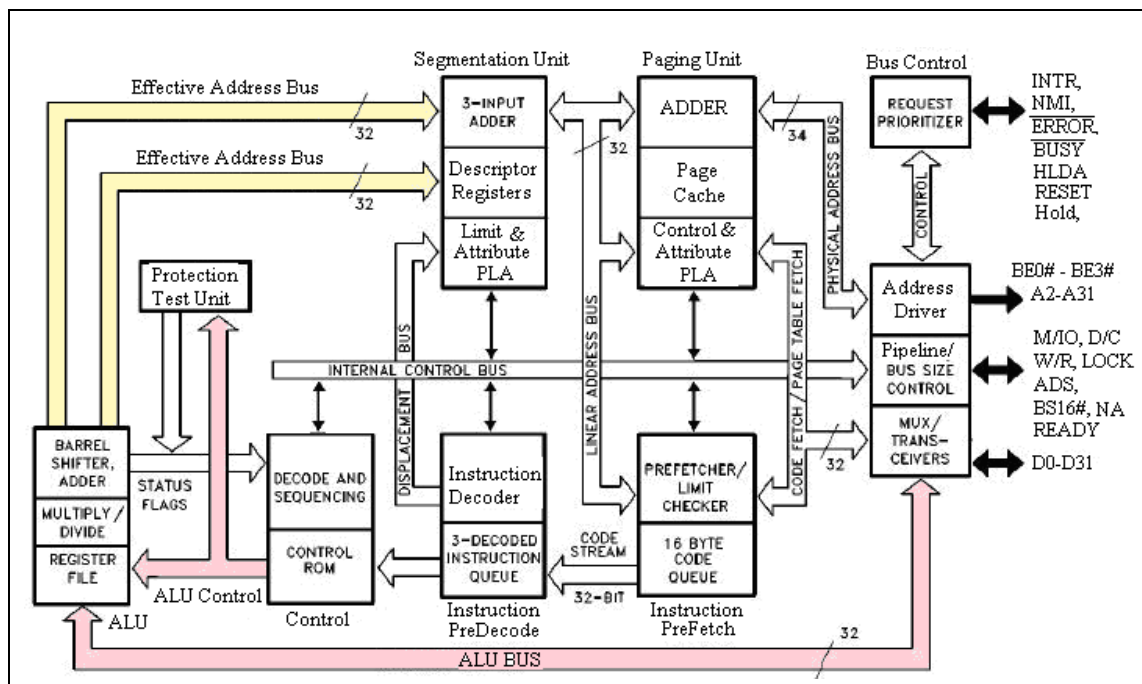 Segmentation Unit
Paging Unit
Bus Control
Effective Address Bus
32
3-INPUT
ADDER
ADDER
32
34
REQUEST
PRIORITIZER
INTR,
NMI,
ERROR,
BUSY
HLDA
RESET
Hold,
Effective Address Bus
32
Descriptor
Registers
Page
Cache
Limit &
Attribute
PLA
Control &
Attribute
PLA
PHYSICAL ADDRESS BUS
CONTROL
Protection
Test Unit
Address
Driver
BE0# - BE3#
A2-A31
INTERNAL CONTROL BUS
Pipeline/
BUS SIZE
CONTROL
M/IO, D/C
W/R, LOCK
ADS,
BS16#, NA
READY
DISPLACEMENT BUS
LINEAR ADDRESS BUS
CODE FETCH / PAGE TABLE FETCH
32
MUX/
TRANS-
CEIVERS
D0-D31
BARREL
SHIFTER,
ADDER
STATUS
FLAGS
DECODE AND
SEQUENCING
Instruction
Decoder
PREFETCHER/
LIMIT
CHECKER
MULTIPLY /
DIVIDE
REGISTER
FILE
ALU Control
CONTROL
ROM
3-DECODED
INSTRUCTION
QUEUE
CODE
STREAM
32-BIT
16 BYTE
CODE
QUEUE
ALU
Control
Instruction
PreDecode
Instruction
PreFetch
ALU BUS
32